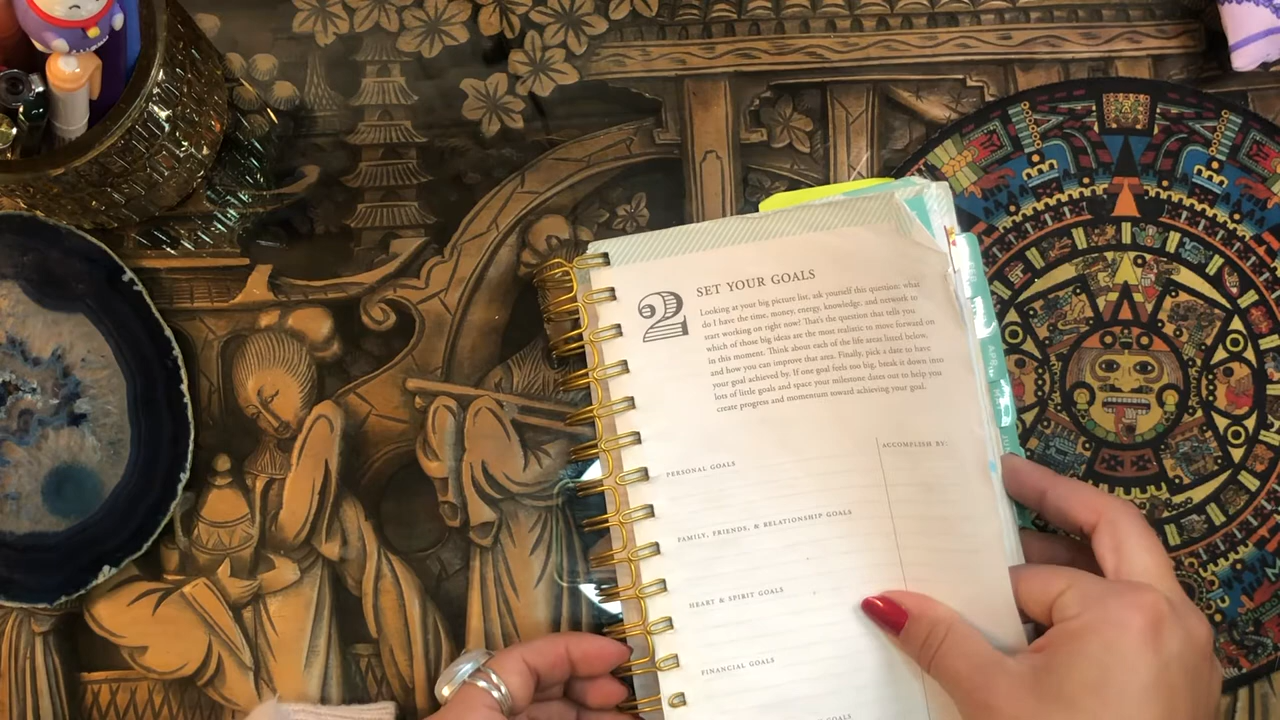 2
SET YOUR GOALS
Looking at your big picture list, ask yourself this question: what
do I have the time, money, energy, knowledge, and network to
start working on right now? That's the question that tells you
which of those big ideas are the most realistic to move forward on
in this moment. Think about each of the life areas listed below,
and how you can improve that area. Finally, pick a date to have
your goal achieved by. If one goal feels too big, break it down into
lots of little goals and space your milestone dates out to help you
create progress and momentum toward achieving your goal.
ACCOMPLISH BY:
PERSONAL GOALS
FAMILY, FRIENDS, & RELATIONSHIP GOALS
HEART & SPIRIT GOALS
FINANCIAL GOALS
GOALS
FEB
APRIL